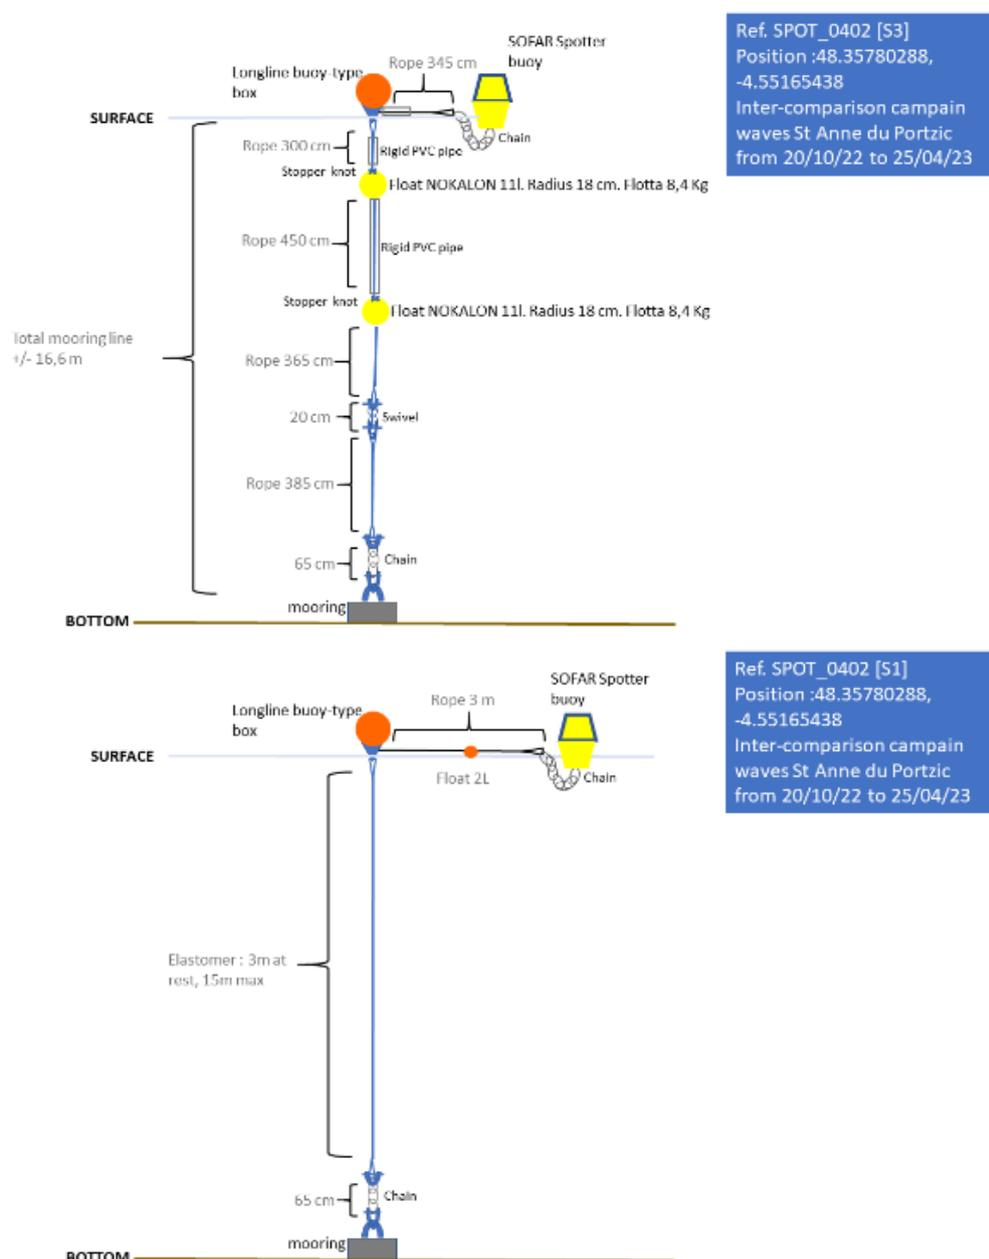 Ref. SPOT_0402 [S3]
Position :48.35780288,
-4.55165438
Inter-comparison campain
waves St Anne du Portzic
from 20/10/22 to 25/04/23
SOFAR Spotter
buoy
Rope 345 cm
Longline buoy-type
box
SURFACE
Chain
Rope 300 cm
Rigid PVC pipe
Stopper knot
Float NOKALON 11l. Radius 18 cm. Flotta 8,4 Kg
Rope 450 cm
Rigid PVC pipe
Stopper knot
Float NOKALON 11l. Radius 18 cm. Flotta 8,4 Kg
Total mooring line
+/- 16,6 m
Rope 365 cm
20 cm
Swivel
Rope 385 cm
65 cm
Chain
mooring
BOTTOM
Ref. SPOT_0402 [S1]
Position :48.35780288,
-4.55165438
Inter-comparison campain
waves St Anne du Portzic
from 20/10/22 to 25/04/23
SOFAR Spotter
buoy
Rope 3 m
Longline buoy-type
box
SURFACE
Float 2L
Chain
Elastomer : 3m at
rest, 15m max
65 cm
Chain
mooring
BOTTOM